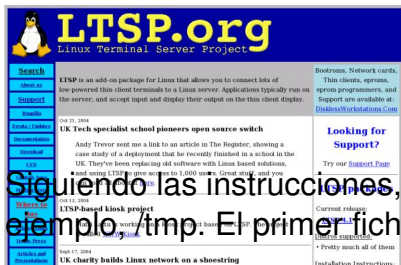 LTSP.org
Linux Terminal Server Project
Search
About us
Support
Errata / Updates
Documentation
Download
CVS
Where to
Articles and
Presentations
LTSP is an add-on package for Linux that allows you to connect lots of
low-powered thin client terminals to a Linux server. Applications typically run on
the server, and accept input and display their output on the thin client display.
Oct 21, 2004
UK Tech specialist school pioneers open source switch
Andy Trevor sent me a link to an article in The Register, showing a
case study of a deployment that he recently finished in a school in the
UK. They've been replacing old software with Linux based solutions,
and using LTSP to give access to 1,000 users. Great stuff, and you
Siguiendo las instrucciones,
Oct 13, 2004
LTSP-based kiosk project
ejemplo, /tmp. El primer fich
Sept 17, 2004
UK charity builds Linux network on a shoestring
Bootroms, Network cards,
Thin clients, eproms,
eprom programmers, and
Support are available at:
DisklessWorkstations.Com
Looking for
Support?
Try our Support Page
LTSP packages
Current release:
Distros supported:
• Pretty much all of them
Installation Instructions: